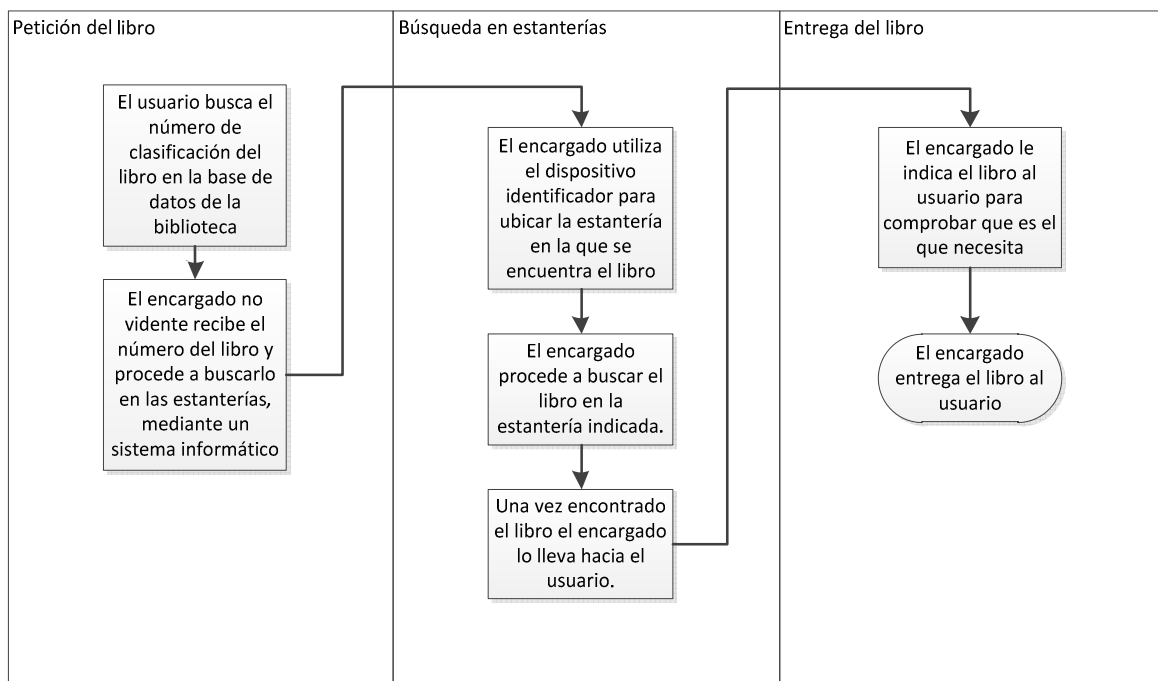 Petición del libro
El usuario busca el
número de
clasificación del
libro en la base de
datos de la
biblioteca
El encargado no
vidente recibe el
número del libro y
procede a buscarlo
en las estanterías,
mediante un
sistema informático
Búsqueda en estanterías
El encargado utiliza
el dispositivo
identificador para
ubicar la estantería
en la que se
encuentra el libro
El encargado
procede a buscar el
libro en la
estantería indicada.
Una vez encontrado
el libro el encargado
lo lleva hacia el
usuario.
Entrega del libro
El encargado le
indica el libro al
usuario para
comprobar que es el
que necesita
El encargado
entrega el libro al
usuario